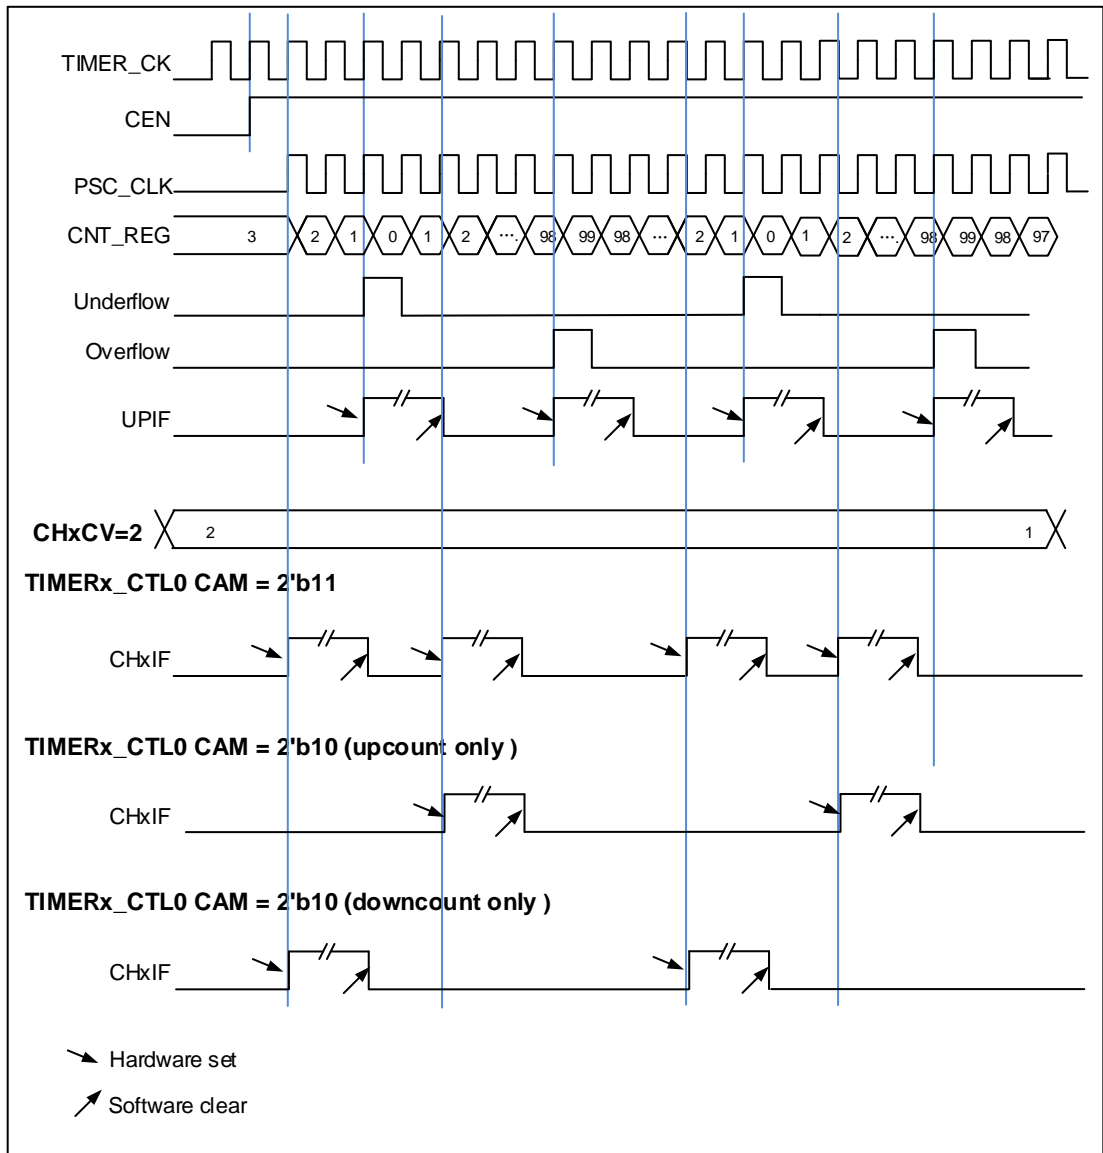 TIMER_CK
CEN
PSC_CLK
CNT_REG 3 2 1 0 1 2 ... 98 99 98 ... 2 1 0 1 2 ... 98 99 98 97
Underflow
Overflow
UPIF
CHxCV=2 2 1
TIMERx_CTL0 CAM = 2'b11
CHxIF
TIMERx_CTL0 CAM = 2'b10 (upcount only )
CHxIF
TIMERx_CTL0 CAM = 2'b10 (downcount only )
CHxIF
Hardware set
Software clear